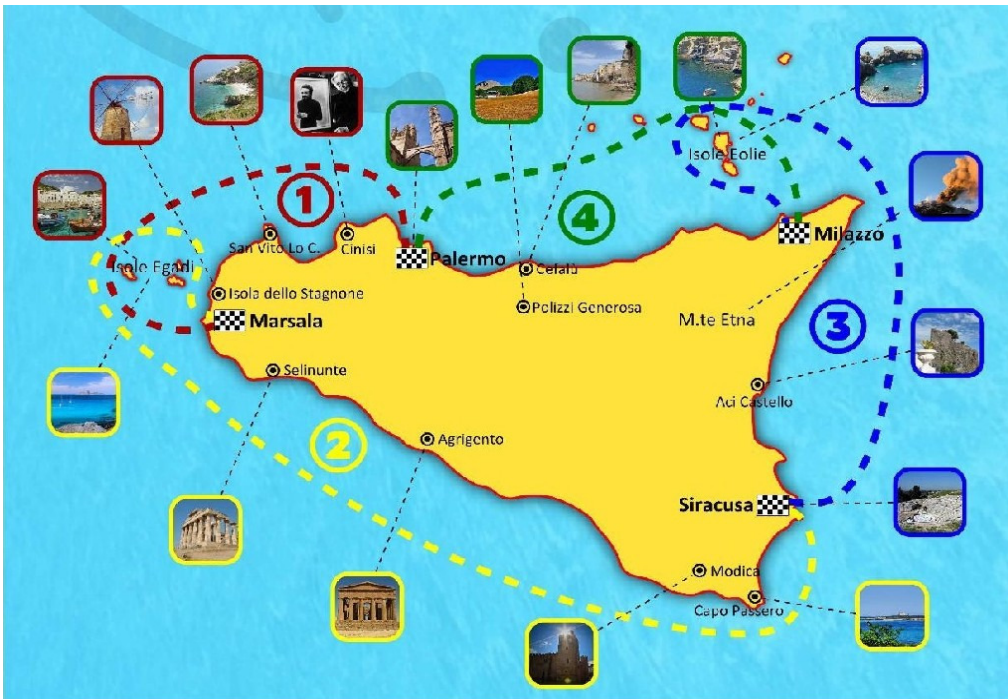 Isole Eolie
1
4
San Vito Lo C.
Cinisi
Milazzo
Palermo
Isole Egadi
Cefalù
Isola dello Stagnone
Polizzi Generosa
Marsala
M.te Etna
3
Selinunte
Aci Castello
2
Agrigento
Siracusa
Modica
Capo Passero